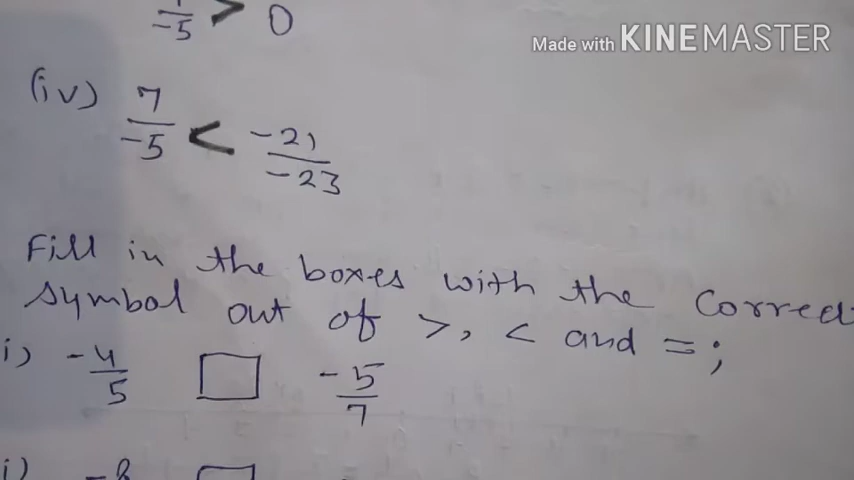 -5 > 0
Made with KINEMASTER
(iv) 7/-5 < -21/-23
Fill in the boxes with the correct
symbol out of >, < and = ;
i) -4/5 □ -5/7
i) -8 □